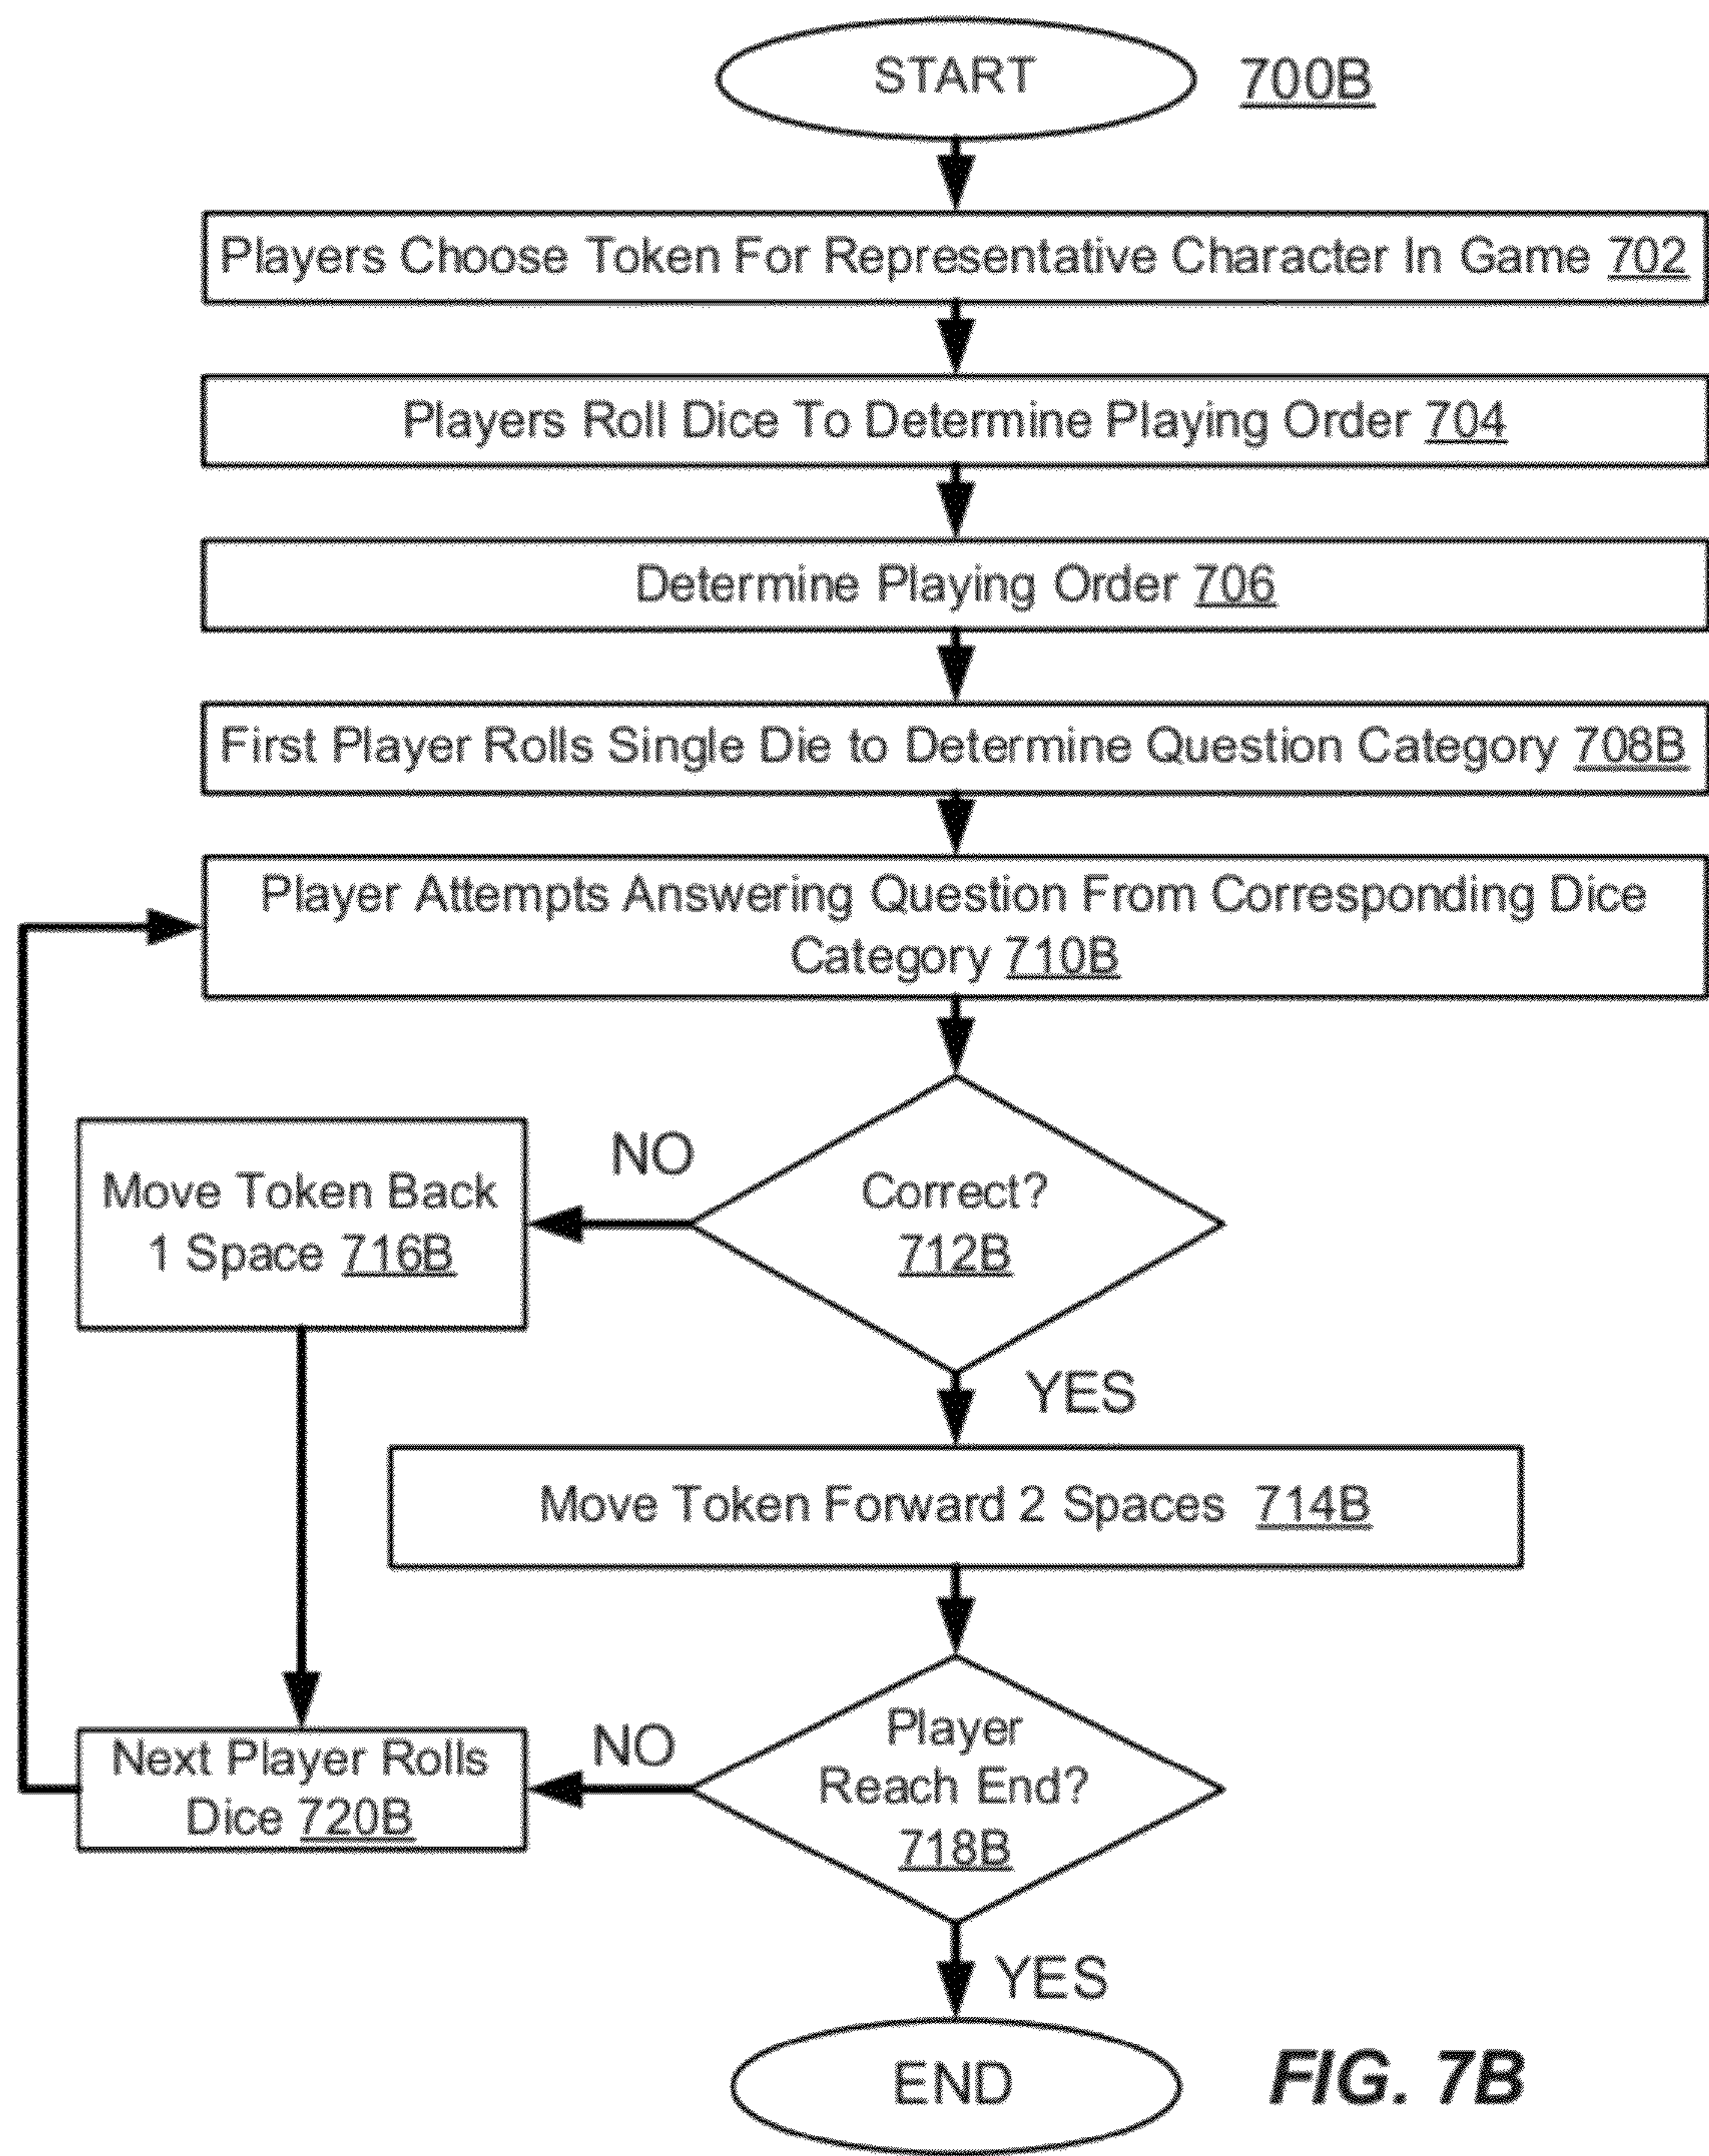 START
700B
Players Choose Token For Representative Character In Game 702
Players Roll Dice To Determine Playing Order 704
Determine Playing Order 706
First Player Rolls Single Die to Determine Question Category 708B
Player Attempts Answering Question From Corresponding Dice
Category 710B
NO
Move Token Back
1 Space 716B
Correct?
712B
YES
Move Token Forward 2 Spaces 714B
Next Player Rolls
Dice 720B
NO
Player
Reach End?
718B
YES
END
FIG. 7B